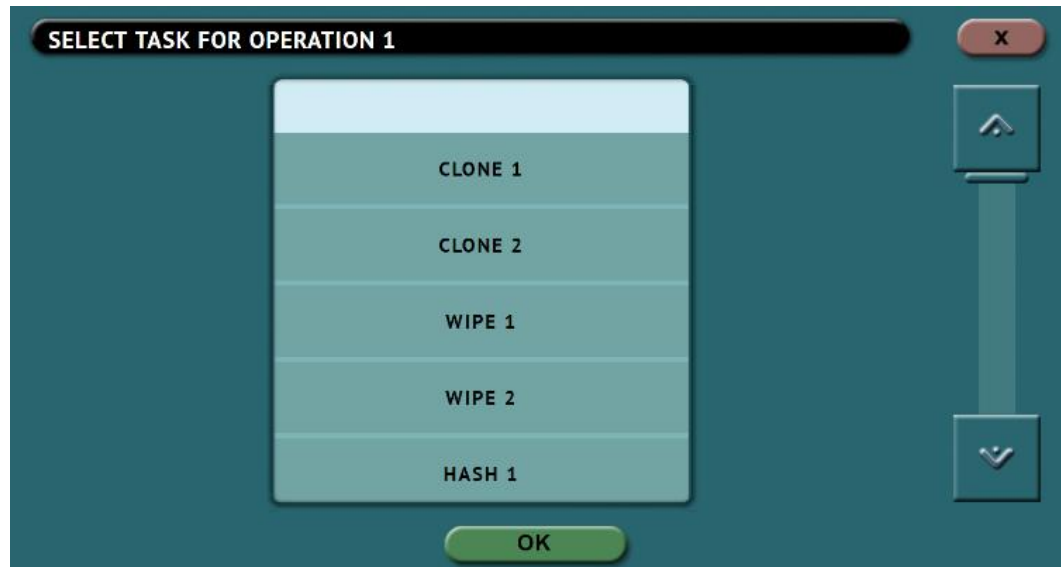 SELECT TASK FOR OPERATION 1
X
CLONE 1
CLONE 2
WIPE 1
WIPE 2
HASH 1
OK